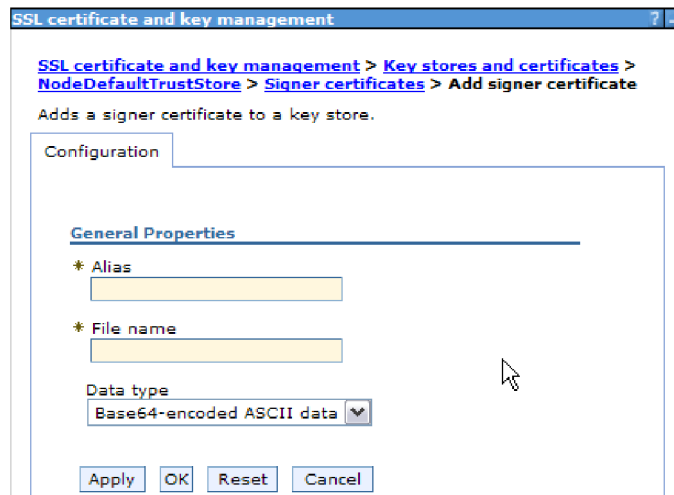 SSL certificate and key management ? -
SSL certificate and key management > Key stores and certificates >
NodeDefaultTrustStore > Signer certificates > Add signer certificate
Adds a signer certificate to a key store.
Configuration
General Properties
* Alias
* File name
Data type
Base64-encoded ASCII data
Apply OK Reset Cancel